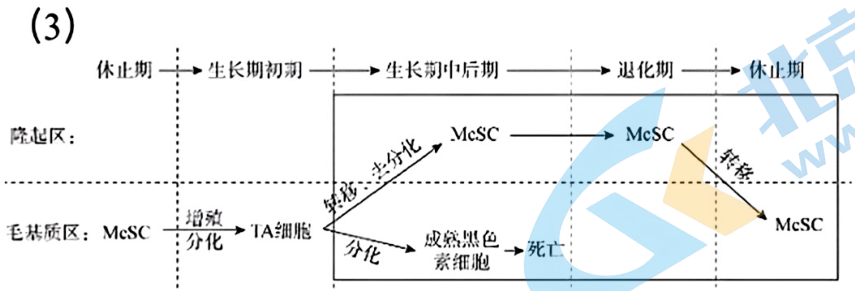 (3)
休止期 生长期初期 生长期中后期 退化期 休止期
隆起区: McSC McSC
转移、去分化 转移
毛基质区: McSC 增殖 分化 TA细胞 分化 成熟黑色素细胞 死亡 McSC
北京
www